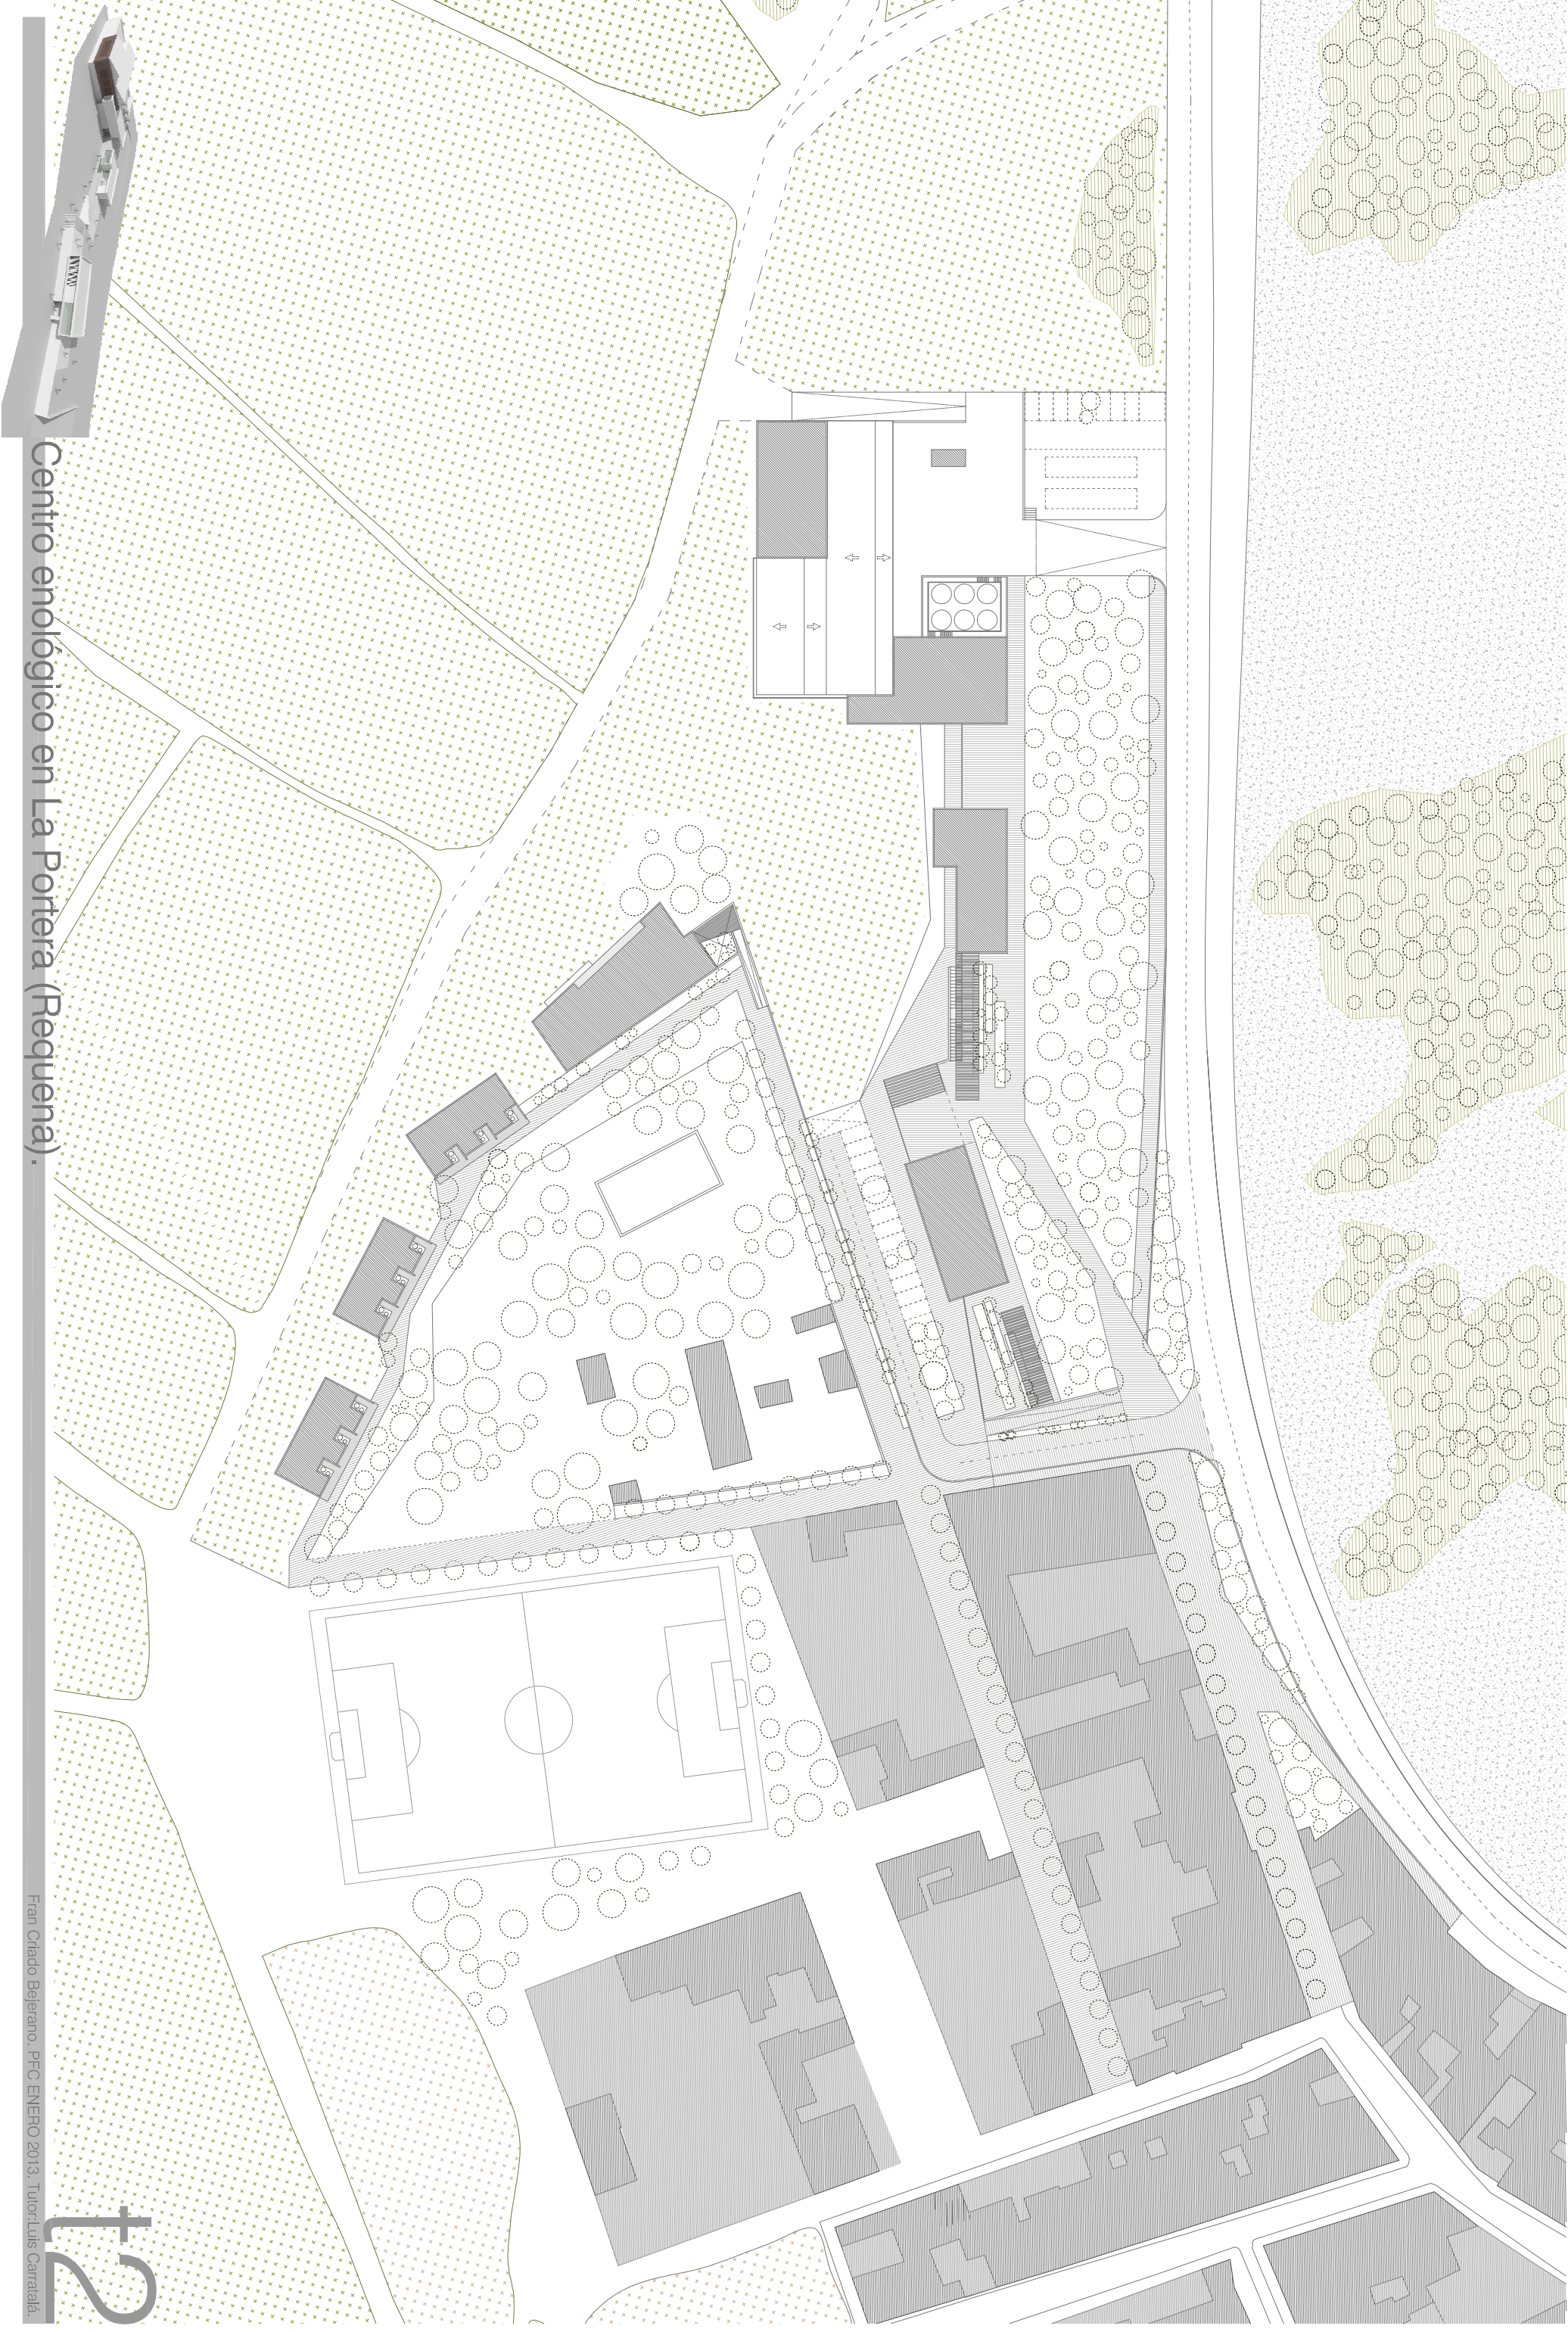 Centro enológico en La Portera (Requena).
Fran Criado Bejerano. PFC ENERO 2013. Tutor:Luis Carratalá.
t2